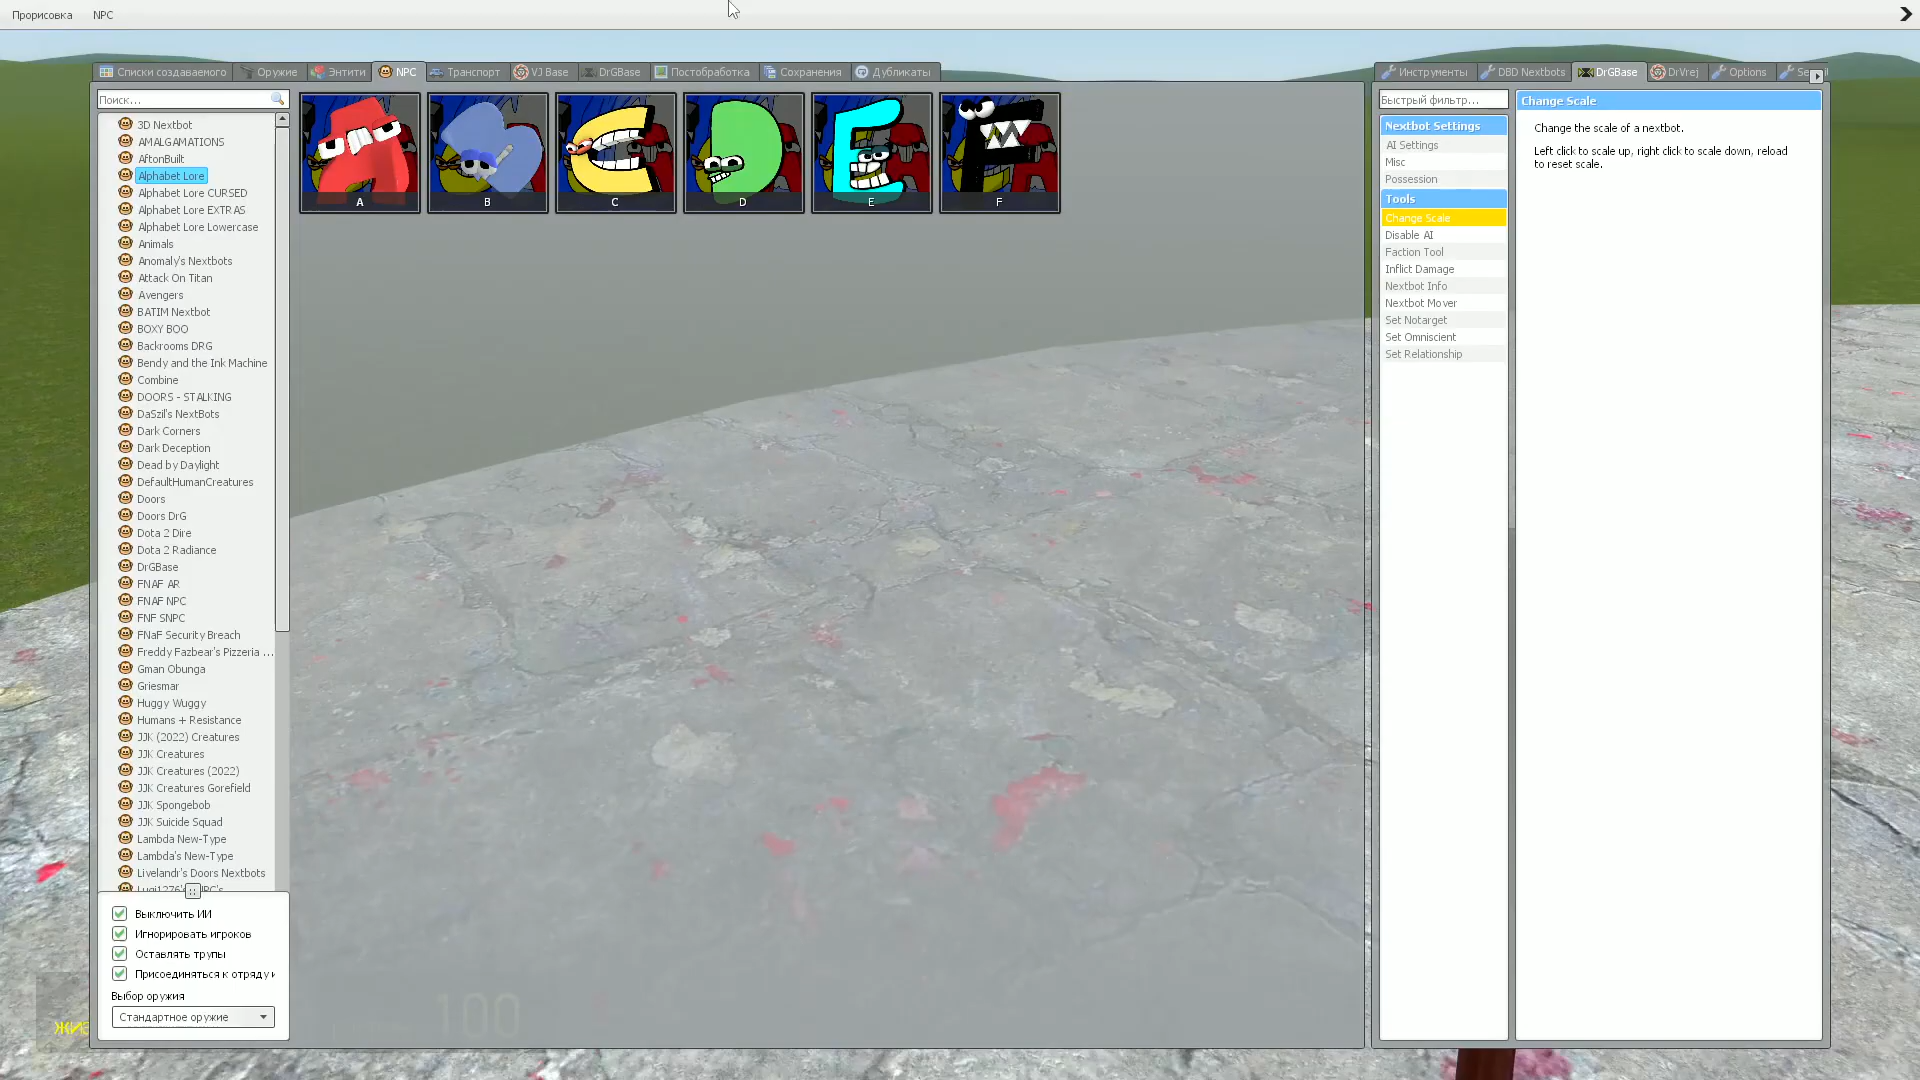 Прорисовка NPC
Списки создаваемого Оружие Энтити NPC Транспорт VJ Base DrGBase Постобработка Сохранения Дубликаты
Поиск...
3D Nextbot
AMALGAMATIONS
AftonBuilt
Alphabet Lore
Alphabet Lore CURSED
Alphabet Lore EXTRAS
Alphabet Lore Lowercase
Animals
Anomaly's Nextbots
Attack On Titan
Avengers
BATIM Nextbot
BOXY BOO
Backrooms DRG
Bendy and the Ink Machine
Combine
DOORS - STALKING
DaSzil's NextBots
Dark Corners
Dark Deception
Dead by Daylight
DefaultHumanCreatures
Doors
Doors DrG
Dota 2 Dire
Dota 2 Radiance
DrGBase
FNAF AR
FNAF NPC
FNF SNPC
FNaF Security Breach
Freddy Fazbear's Pizzeria ...
Gman Obunga
Griesmar
Huggy Wuggy
Humans + Resistance
JJK (2022) Creatures
JJK Creatures
JJK Creatures (2022)
JJK Creatures Gorefield
JJK Spongebob
JJK Suicide Squad
Lambda New-Type
Lambda's New-Type
Livelandr's Doors Nextbots
Выключить ИИ
Игнорировать игроков
Оставлять трупы
Присоединяться к отряду и
Выбор оружия
Стандартное оружие
A B C D E F
100
Инструменты DBD Nextbots DrGBase DrVrej Options
Быстрый фильтр...
Nextbot Settings
AI Settings
Misc
Possession
Tools
Change Scale
Disable AI
Faction Tool
Inflict Damage
Nextbot Info
Nextbot Mover
Set Notarget
Set Omniscient
Set Relationship
Change Scale
Change the scale of a nextbot.
Left click to scale up, right click to scale down, reload
to reset scale.